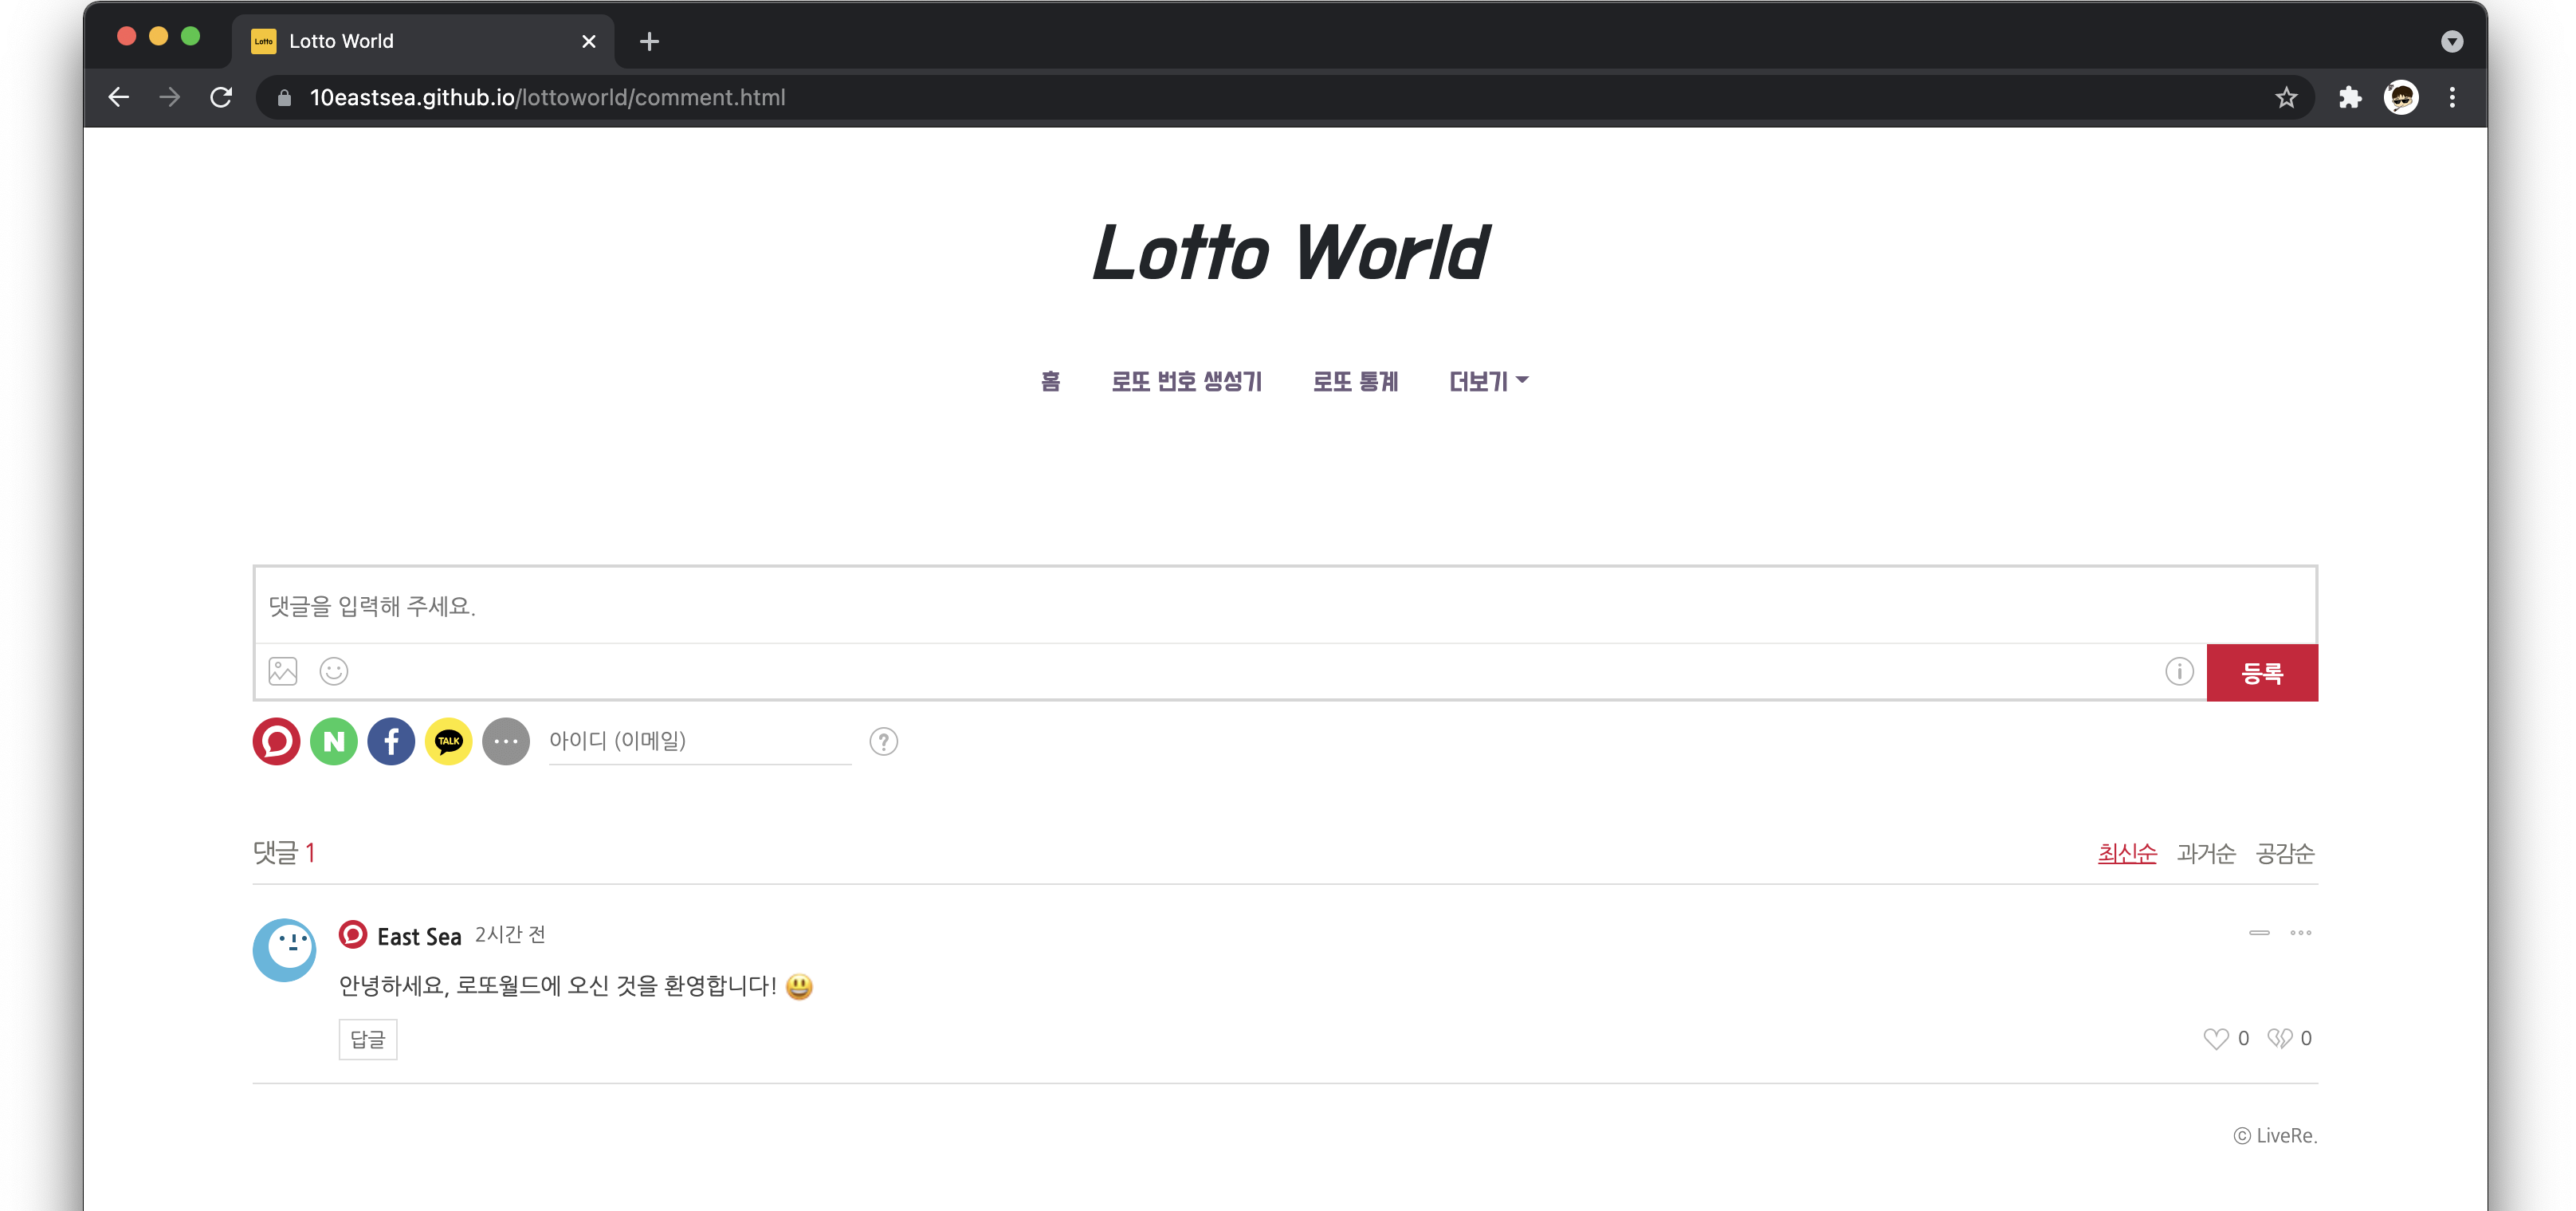 Lotto Lotto World
10eastsea.github.io/lottoworld/comment.html
Lotto World
홈 로또 번호 생성기 로또 통계 더보기
댓글을 입력해 주세요.
등록
N f TALK 아이디 (이메일) ?
댓글 1 최신순 과거순 공감순
East Sea 2시간 전
안녕하세요, 로또월드에 오신 것을 환영합니다! 😃
답글 0 0
ⓒ LiveRe.